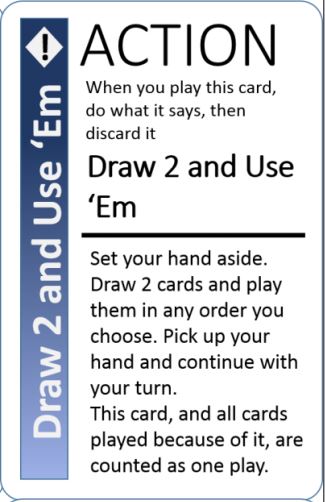 ACTION
When you play this card,
do what it says, then
discard it
Draw 2 and Use
‘Em
Set your hand aside.
Draw 2 cards and play
them in any order you
choose. Pick up your
hand and continue with
your turn.
This card, and all cards
played because of it, are
counted as one play.
!
Draw 2 and Use ‘Em